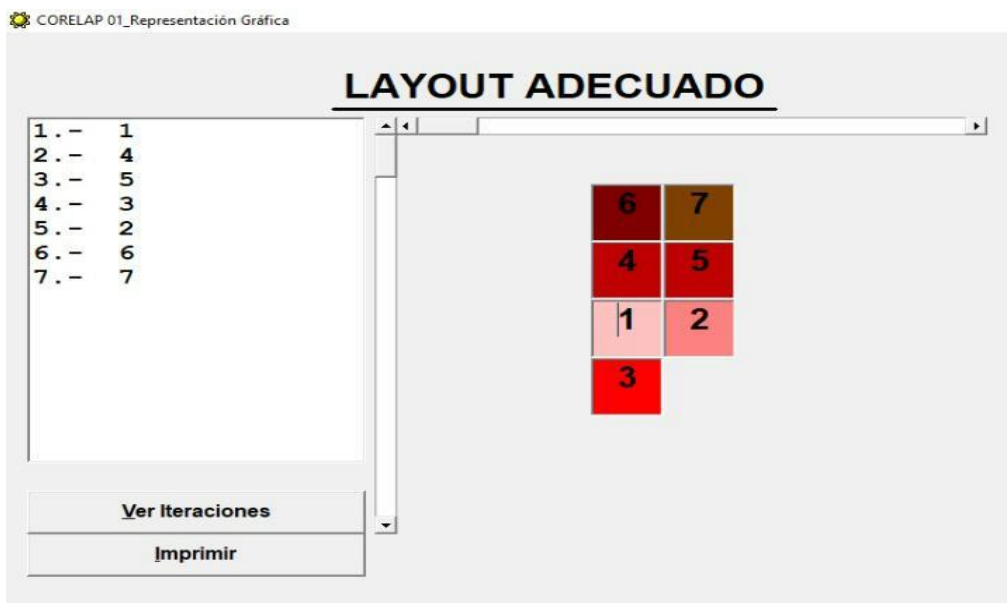 CORELAP 01_Representación Gráfica
LAYOUT ADECUADO
1.- 1
2.- 4
3.- 5
4.- 3
5.- 2
6.- 6
7.- 7
6 7
4 5
1 2
3
Ver Iteraciones
Imprimir